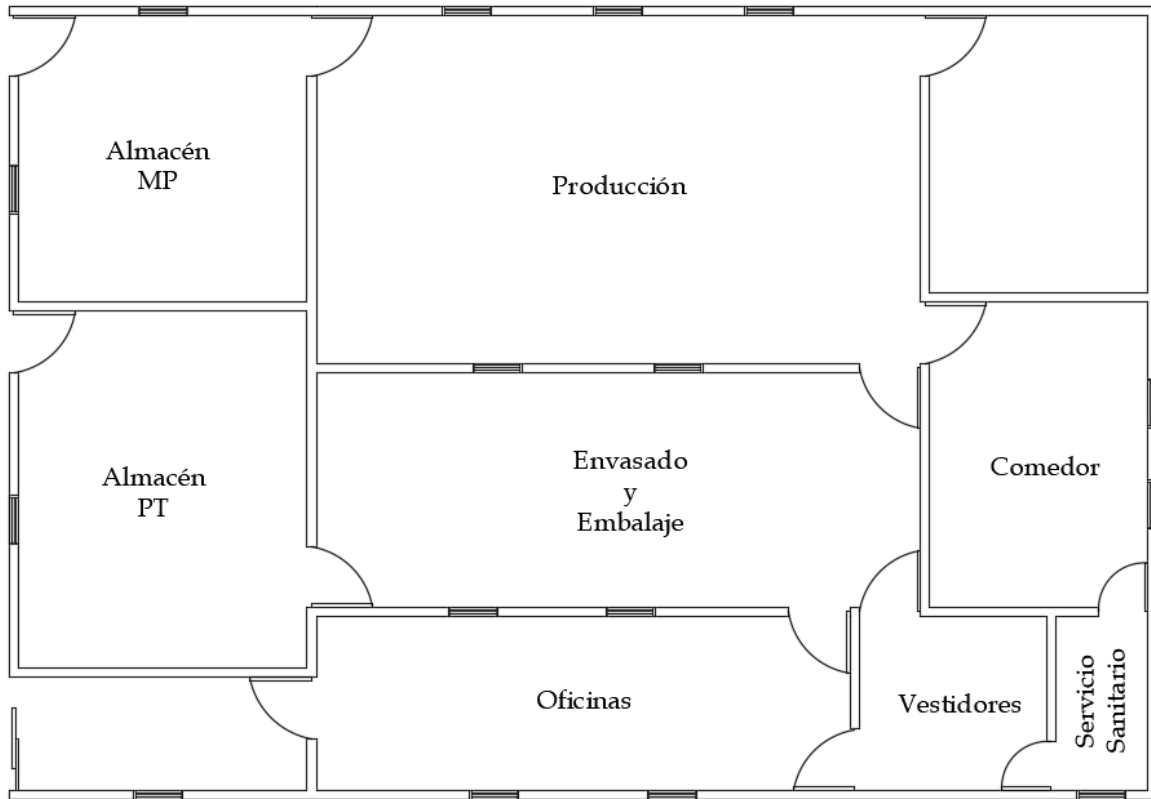 Almacén
MP
Producción
Almacén
PT
Envasado
y
Embalaje
Comedor
Oficinas
Vestidores
Servicio
Sanitario